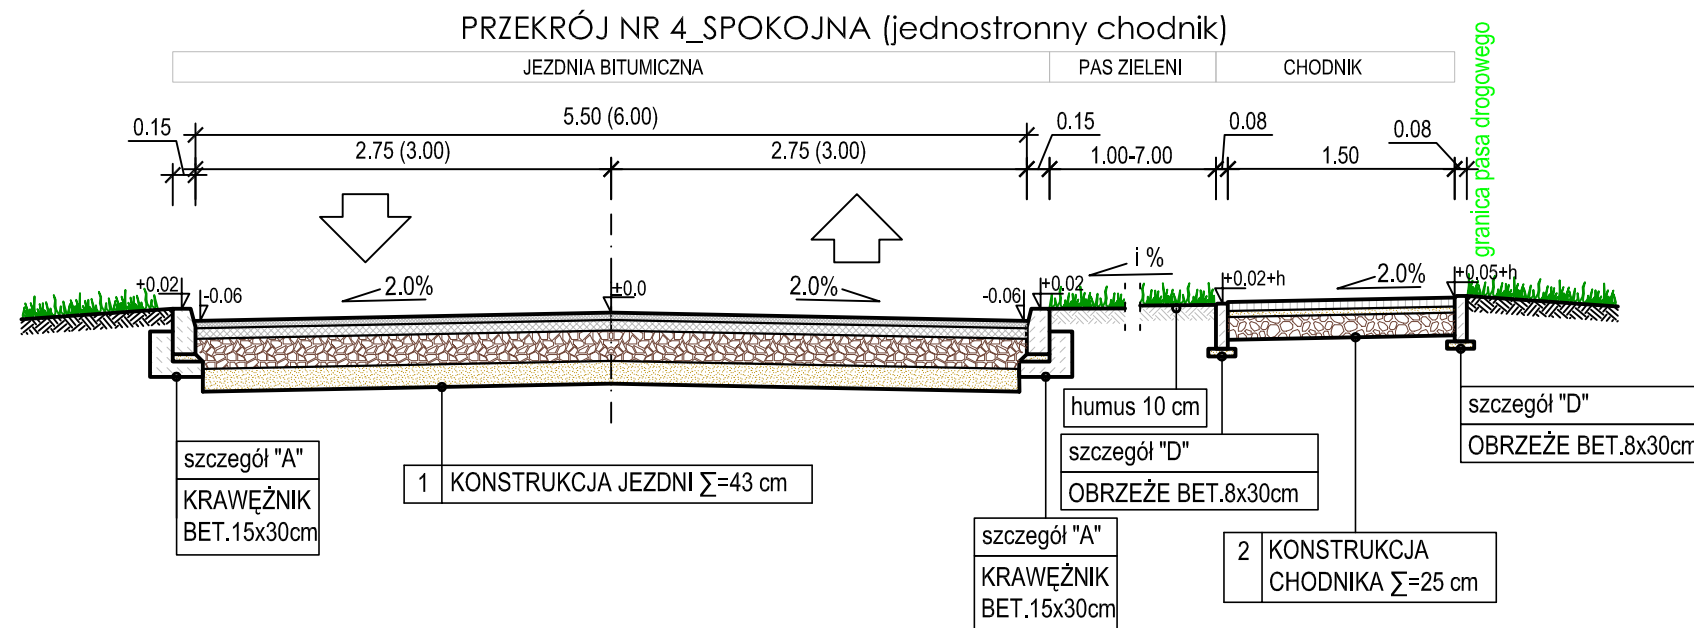 PRZEKRÓJ NR 4_SPOKOJNA (jednostronny chodnik)
JEZDNIA BITUMICZNA
PAS ZIELENI
CHODNIK
granica pasa drogowego
5.50 (6.00)
0.15
0.15
0.08
0.08
2.75 (3.00)
2.75 (3.00)
1.00-7.00
1.50
i %
+0.02
-0.06
2.0%
±0.0
2.0%
-0.06
+0.02
+0.02+h
2.0%
+0.05+h
humus 10 cm
szczegół "D"
OBRZEŻE BET.8x30cm
szczegół "D"
OBRZEŻE BET.8x30cm
szczegół "A"
KRAWĘŻNIK
BET.15x30cm
1 KONSTRUKCJA JEZDNI ∑=43 cm
szczegół "A"
KRAWĘŻNIK
BET.15x30cm
2 KONSTRUKCJA
CHODNIKA ∑=25 cm